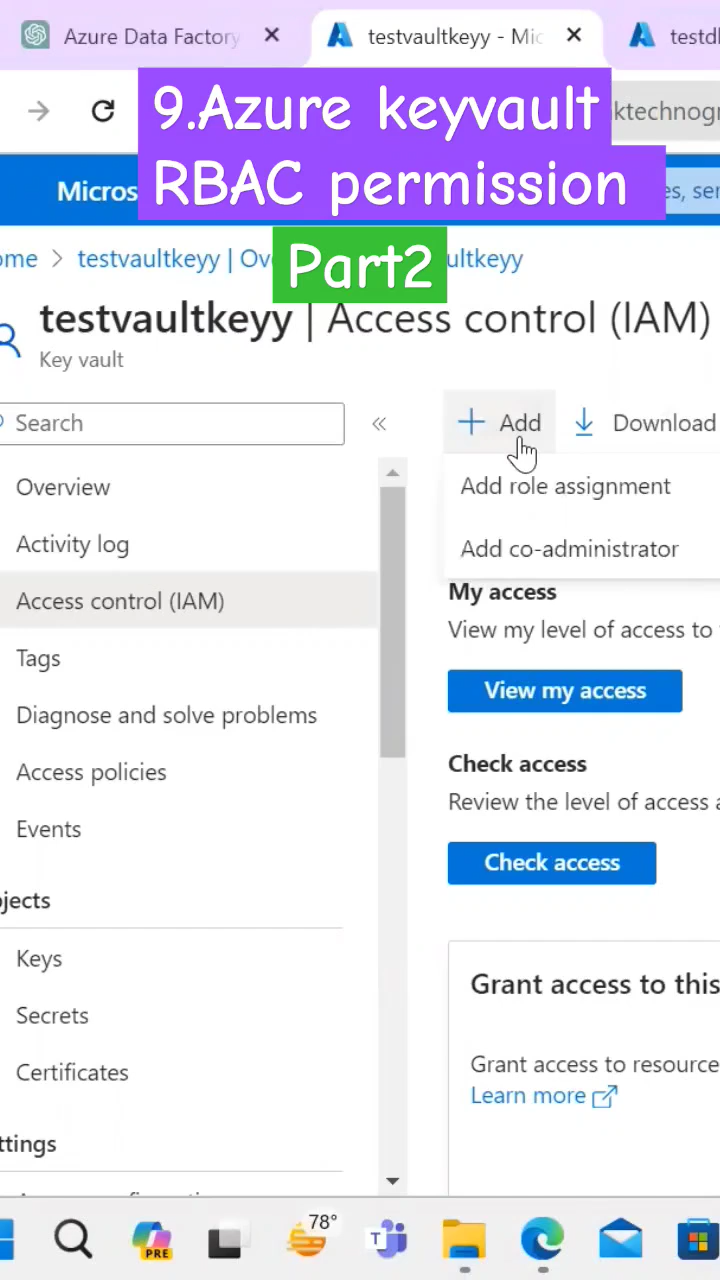 Azure Data Factory
testvaultkeyy - Mic
testdl
9.Azure keyvault
ktechnogr
RBAC permission
Micros
es, ser
Part2
ome > testvaultkeyy | Ov
ultkeyy
testvaultkeyy | Access control (IAM)
Key vault
Search
«
+ Add
Download
Overview
Add role assignment
Activity log
Add co-administrator
Access control (IAM)
My access
View my level of access to
Tags
View my access
Diagnose and solve problems
Access policies
Check access
Review the level of access a
Events
Check access
jects
Keys
Grant access to this
Secrets
Grant access to resource
Certificates
Learn more
ttings
78°
PRE
T